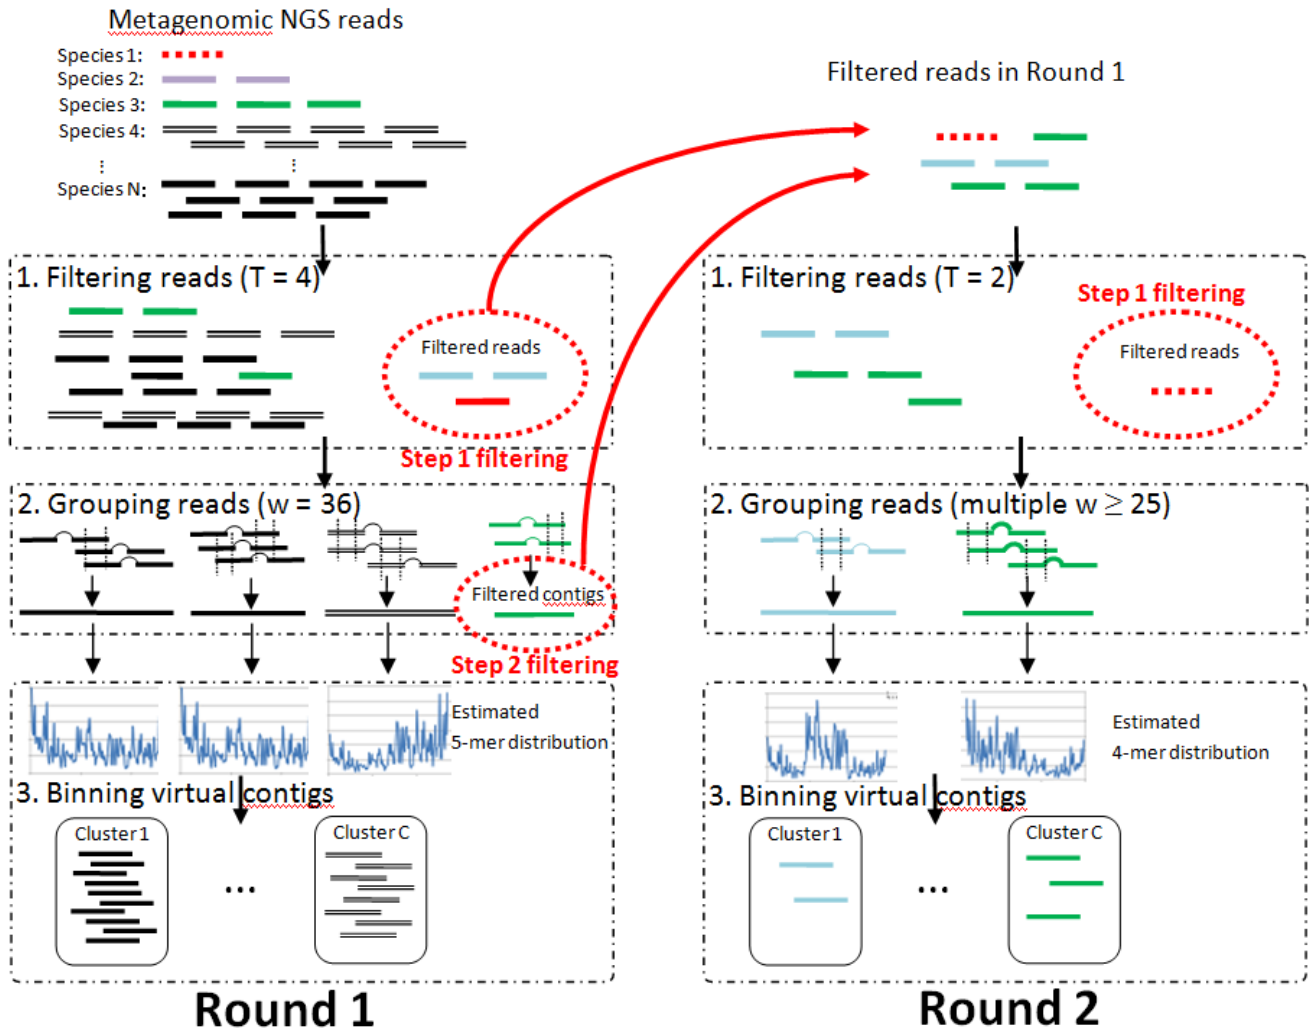 Metagenomic NGS reads
Species 1:
Species 2:
Species 3:
Species 4:
⋮ ⋮
Species N:
1. Filtering reads (T = 4)
Filtered reads
Step 1 filtering
2. Grouping reads (w = 36)
Filtered contigs
Step 2 filtering
Estimated
5-mer distribution
3. Binning virtual contigs
Cluster 1
...
Cluster C
Round 1
Filtered reads in Round 1
1. Filtering reads (T = 2)
Step 1 filtering
Filtered reads
2. Grouping reads (multiple w ≥ 25)
Estimated
4-mer distribution
3. Binning virtual contigs
Cluster 1
...
Cluster C
Round 2